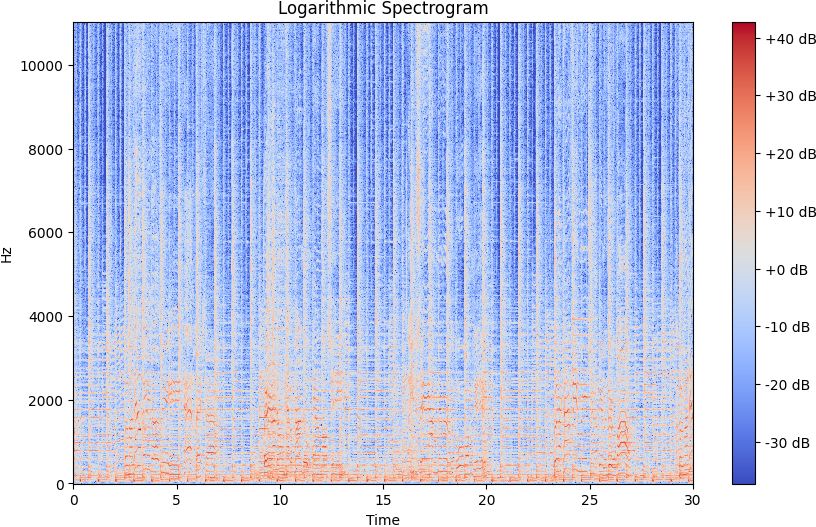 Logarithmic Spectrogram
10000
8000
6000
4000
2000
0
Hz
0 5 10 15 20 25 30
Time
+40 dB
+30 dB
+20 dB
+10 dB
+0 dB
-10 dB
-20 dB
-30 dB